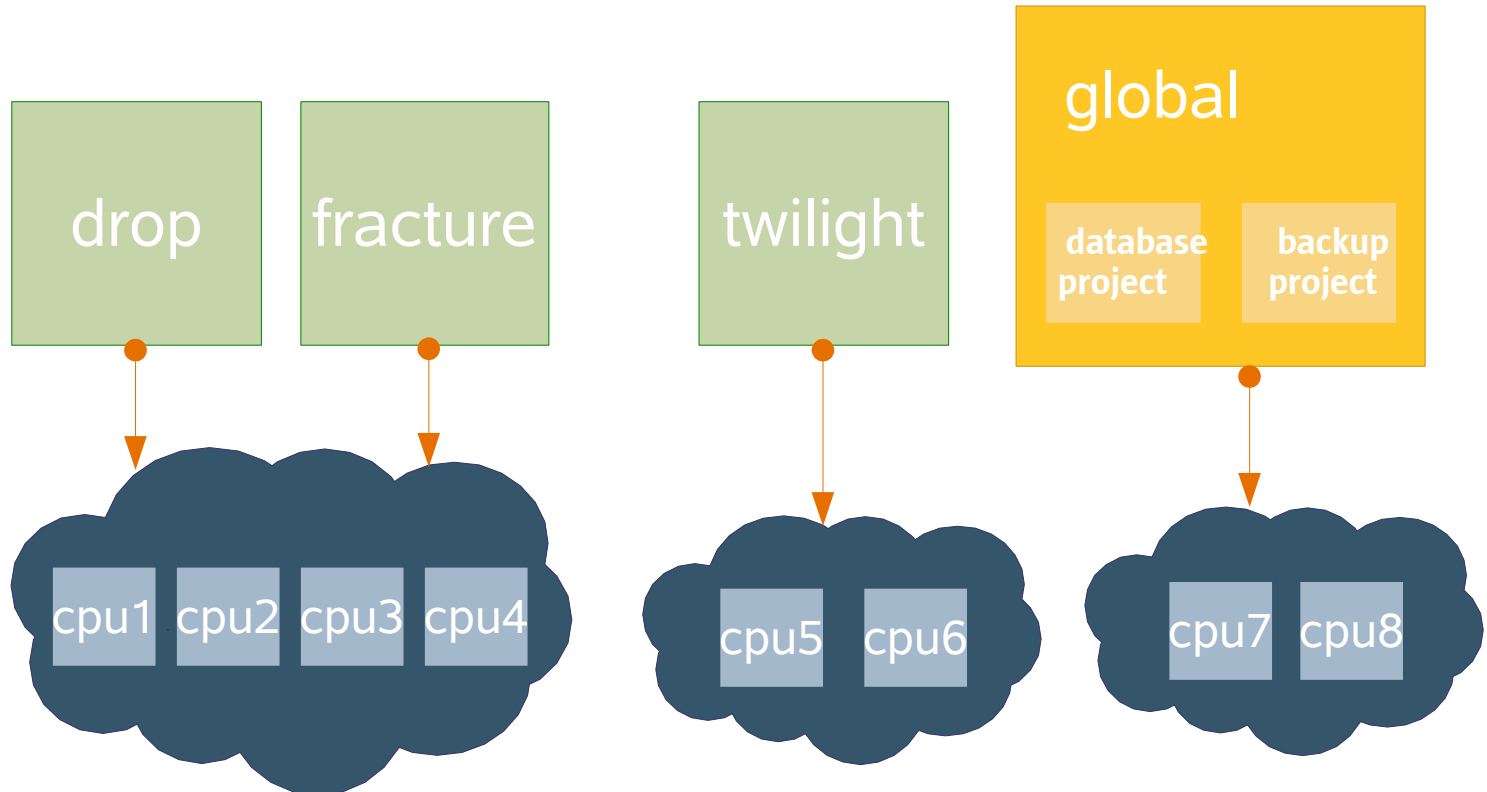 global
drop
fracture
twilight
database
project
backup
project
cpu1
cpu2
cpu3
cpu4
cpu5
cpu6
cpu7
cpu8